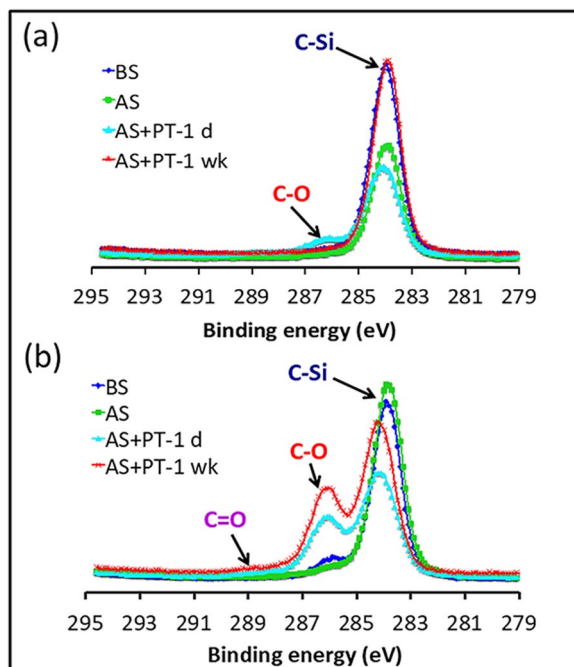 (a)
C-Si
BS
AS
AS+PT-1 d
AS+PT-1 wk
C-O
295 293 291 289 287 285 283 281 279
Binding energy (eV)
(b)
C-Si
BS
AS
AS+PT-1 d
AS+PT-1 wk
C-O
C=O
295 293 291 289 287 285 283 281 279
Binding energy (eV)